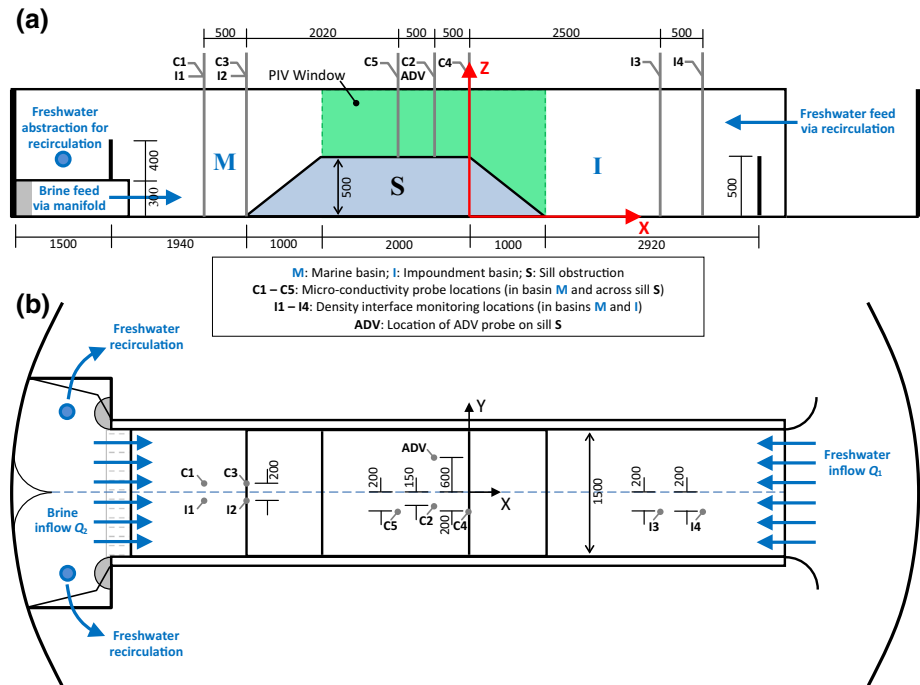 (a)
500
2020
500
500
2500
500
C1
I1
C3
I2
C5
C2
ADV
C4
Z
I3
I4
PIV Window
Freshwater
abstraction for
recirculation
400
M
I
Freshwater feed
via recirculation
Brine feed
via manifold
300
500
S
500
X
1500
1940
1000
2000
1000
2920
M: Marine basin; I: Impoundment basin; S: Sill obstruction
C1 – C5: Micro-conductivity probe locations (in basin M and across sill S)
I1 – I4: Density interface monitoring locations (in basins M and I)
ADV: Location of ADV probe on sill S
(b)
Freshwater
recirculation
Y
ADV
C1
C3
200
200
150
600
200
200
1500
Freshwater
inflow Q1
X
I1
I2
C5
C2
200
C4
I3
I4
Brine
inflow Q2
Freshwater
recirculation